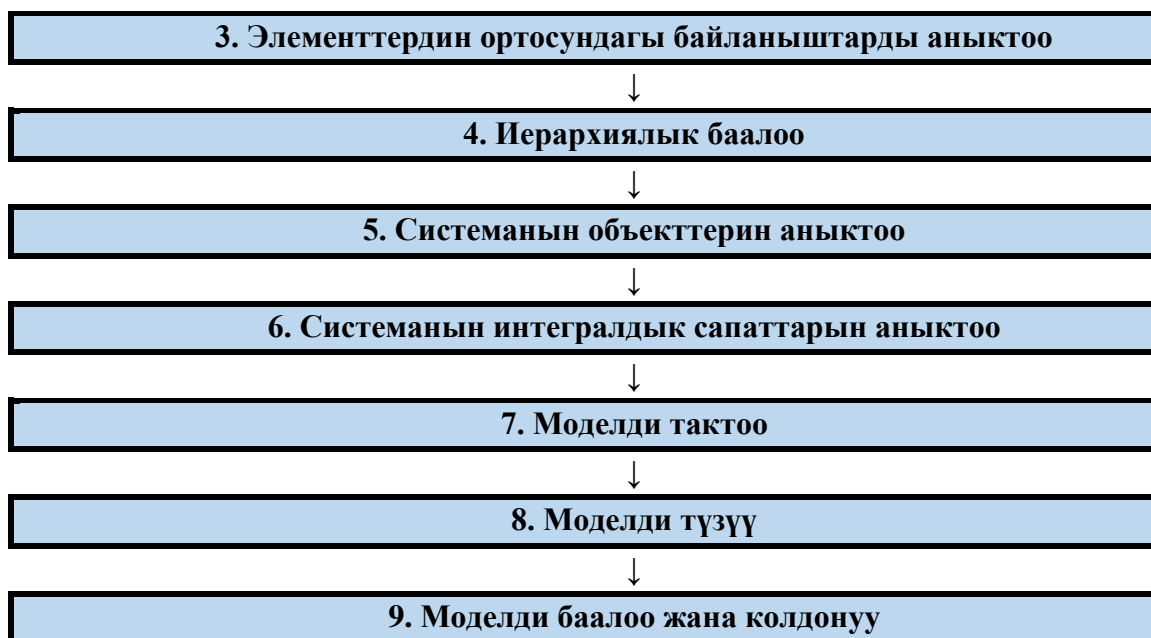 3. Элементтердин ортосундагы байланыштарды аныктоо
↓
4. Иерархиялык баалоо
↓
5. Системанын объекттерин аныктоо
↓
6. Системанын интегралдык сапаттарын аныктоо
↓
7. Моделди тактоо
↓
8. Моделди түзүү
↓
9. Моделди баалоо жана колдонуу